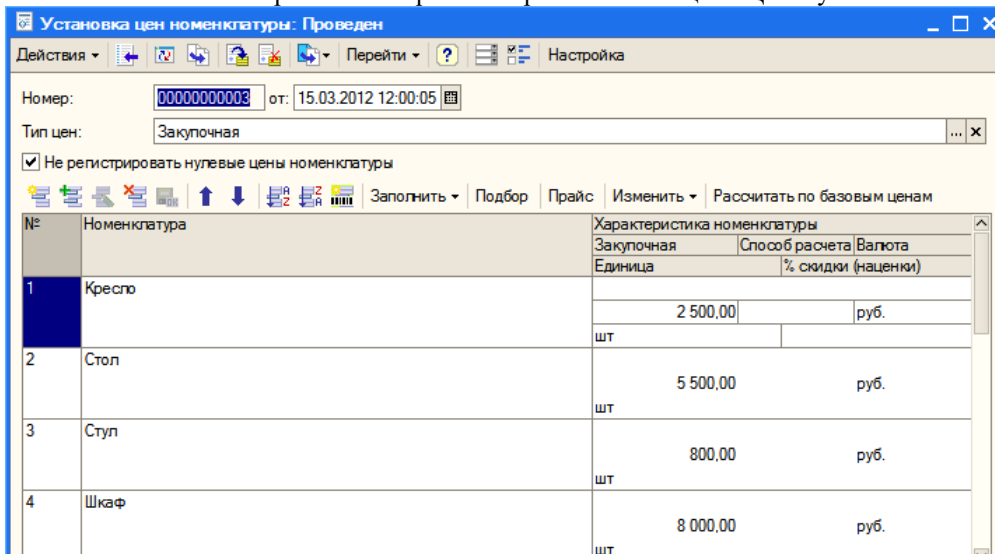 Установка цен номенклатуры: Проведен
Действия Перейти ? Настройка
Номер: 00000000003 от: 15.03.2012 12:00:05
Тип цен: Закупочная ... x
Не регистрировать нулевые цены номенклатуры
Заполнить Подбор Прайс Изменить Рассчитать по базовым ценам
№ Номенклатура Характеристика номенклатуры
Закупочная Способ расчета Валюта
Единица % скидки (наценки)
1 Кресло
2 500,00 руб.
шт
2 Стол
5 500,00 руб.
шт
3 Стул
800,00 руб.
шт
4 Шкаф
8 000,00 руб.
шт